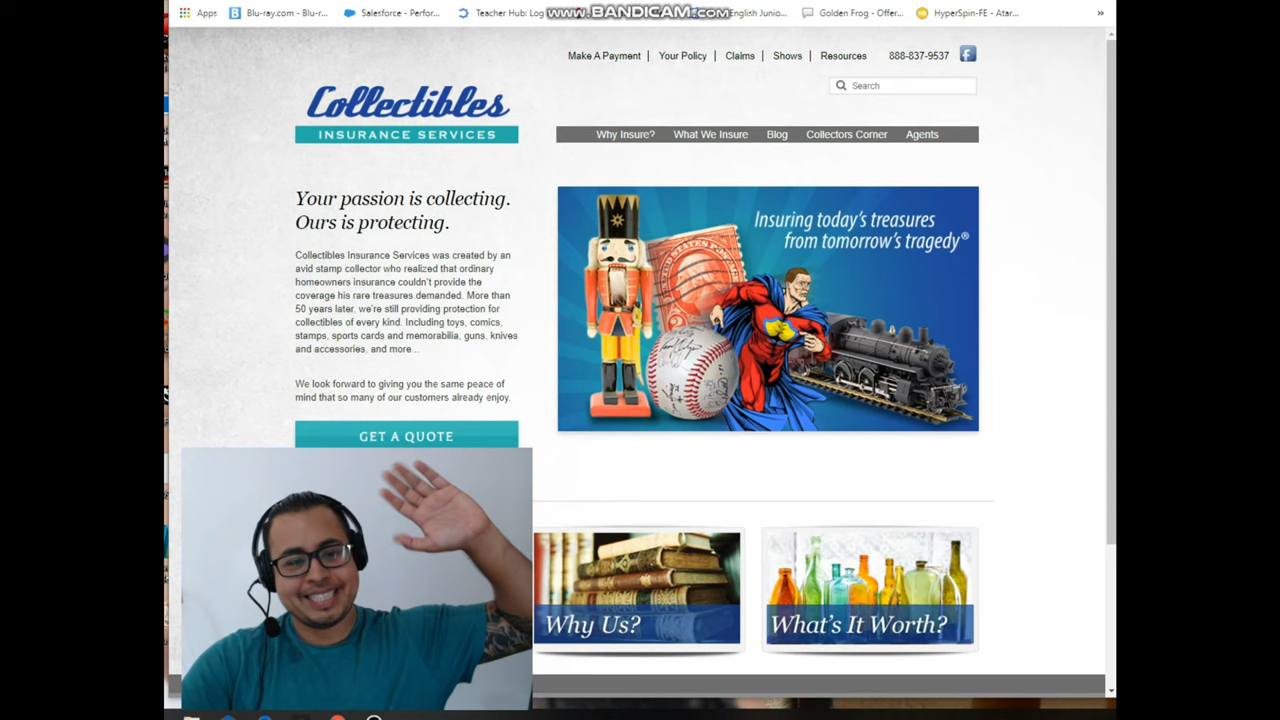 Apps
Blu-ray.com - Blu-r...
Salesforce - Perfor...
Teacher Hub: Log
www.BANDICAM.com
English Junio...
Golden Frog - Offer...
HyperSpin-FE - Atar...
»
Make A Payment | Your Policy | Claims | Shows | Resources 888-837-9537 f
Search
Collectibles
INSURANCE SERVICES
Why Insure? What We Insure Blog Collectors Corner Agents
Your passion is collecting.
Ours is protecting.
Collectibles Insurance Services was created by an
avid stamp collector who realized that ordinary
homeowners insurance couldn't provide the
coverage his rare treasures demanded. More than
50 years later, we're still providing protection for
collectibles of every kind. Including toys, comics,
stamps, sports cards and memorabilia, guns, knives
and accessories, and more...
We look forward to giving you the same peace of
mind that so many of our customers already enjoy.
GET A QUOTE
Insuring today's treasures
from tomorrow's tragedy®
Why Us?
What's It Worth?